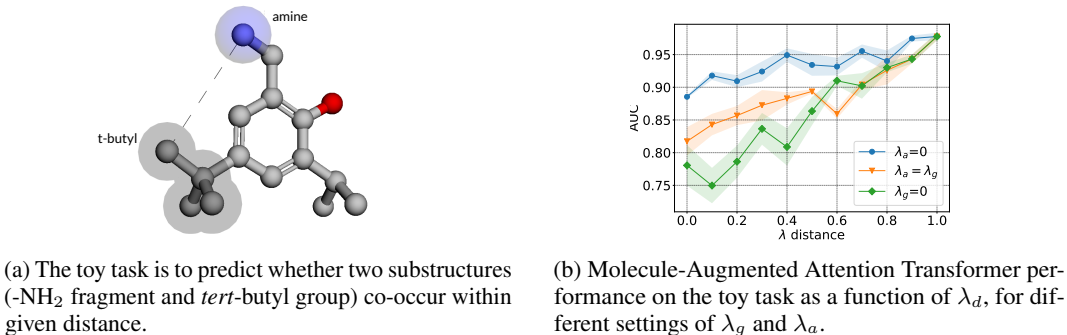 amine
t-butyl
AUC
0.95
0.90
0.85
0.80
0.75
λa=0
λa = λg
λg=0
0.0 0.2 0.4 0.6 0.8 1.0
λ distance
(a) The toy task is to predict whether two substructures
(-NH₂ fragment and tert-butyl group) co-occur within
given distance.
(b) Molecule-Augmented Attention Transformer per-
formance on the toy task as a function of λd, for dif-
ferent settings of λg and λa.